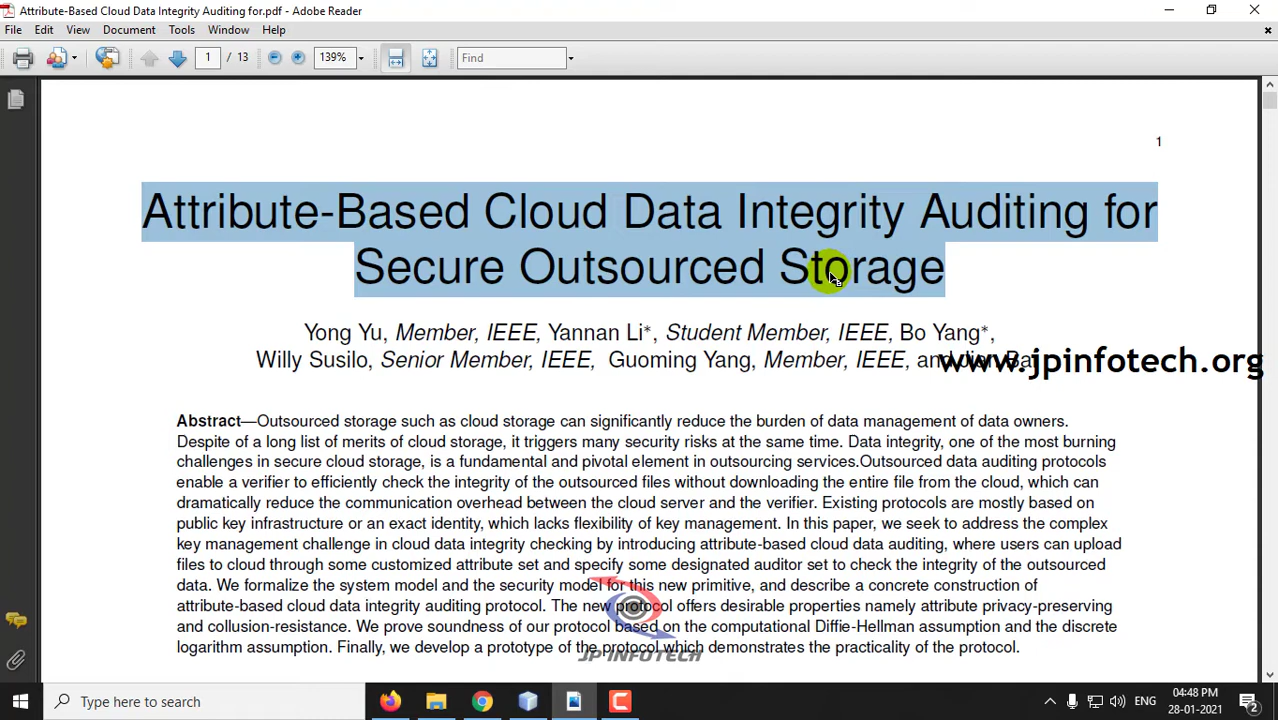 Attribute-Based Cloud Data Integrity Auditing for.pdf - Adobe Reader
File Edit View Document Tools Window Help
1 / 13 139% Find
1
Attribute-Based Cloud Data Integrity Auditing for
Secure Outsourced Storage
Yong Yu, Member, IEEE, Yannan Li*, Student Member, IEEE, Bo Yang*,
Willy Susilo, Senior Member, IEEE, Guoming Yang, Member, IEEE, and
www.jpinfotech.org
Abstract—Outsourced storage such as cloud storage can significantly reduce the burden of data management of data owners.
Despite of a long list of merits of cloud storage, it triggers many security risks at the same time. Data integrity, one of the most burning
challenges in secure cloud storage, is a fundamental and pivotal element in outsourcing services.Outsourced data auditing protocols
enable a verifier to efficiently check the integrity of the outsourced files without downloading the entire file from the cloud, which can
dramatically reduce the communication overhead between the cloud server and the verifier. Existing protocols are mostly based on
public key infrastructure or an exact identity, which lacks flexibility of key management. In this paper, we seek to address the complex
key management challenge in cloud data integrity checking by introducing attribute-based cloud data auditing, where users can upload
files to cloud through some customized attribute set and specify some designated auditor set to check the integrity of the outsourced
data. We formalize the system model and the security model for this new primitive, and describe a concrete construction of
attribute-based cloud data integrity auditing protocol. The new protocol offers desirable properties namely attribute privacy-preserving
and collusion-resistance. We prove soundness of our protocol based on the computational Diffie-Hellman assumption and the discrete
logarithm assumption. Finally, we develop a prototype of the protocol which demonstrates the practicality of the protocol.
JP INFOTECH
Type here to search
ENG
04:48 PM
28-01-2021
2